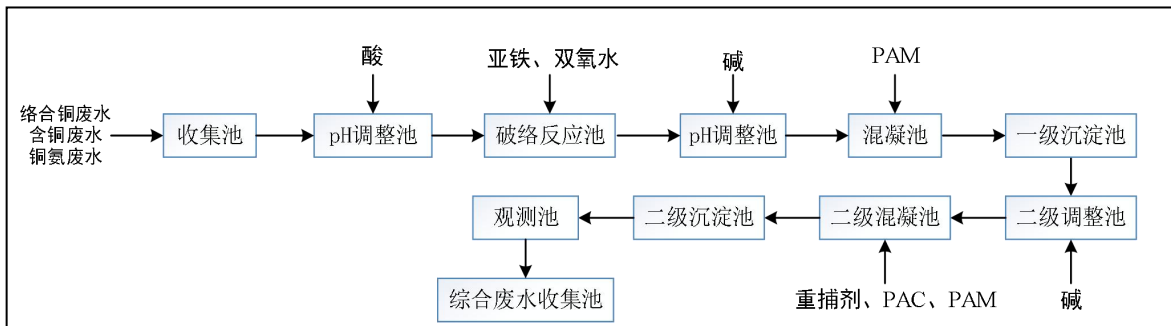 酸
亚铁、双氧水
碱
PAM
络合铜废水
含铜废水
铜氨废水
收集池
pH调整池
破络反应池
pH调整池
混凝池
一级沉淀池
观测池
二级沉淀池
二级混凝池
二级调整池
综合废水收集池
重捕剂、PAC、PAM
碱